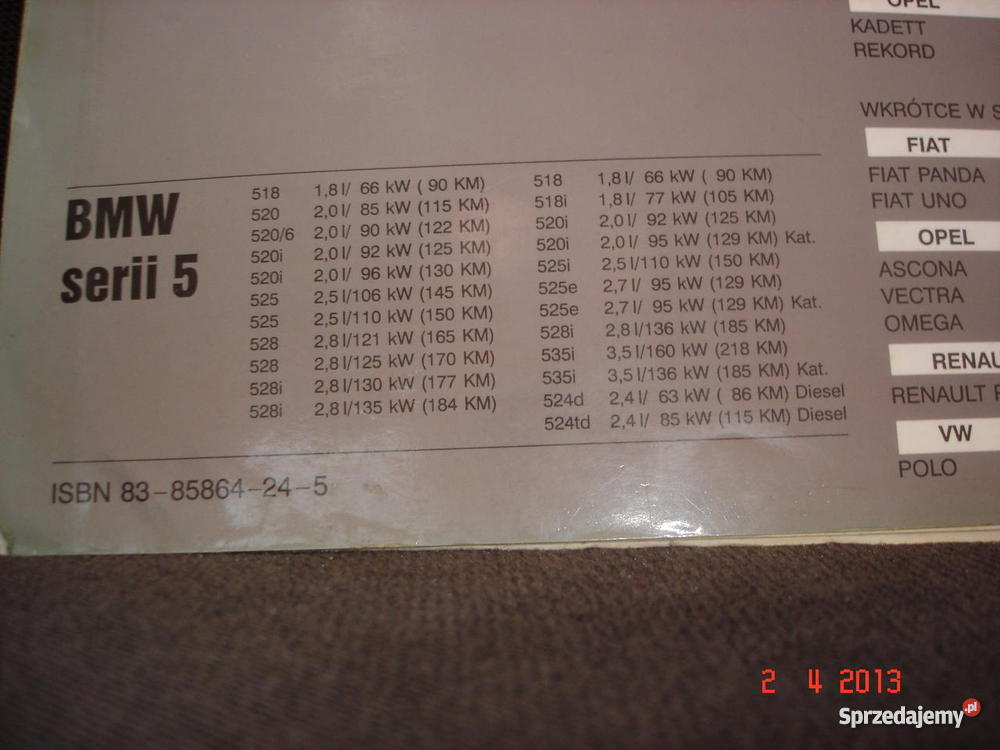 BMW
serii 5
518 1,8 l/ 66 kW ( 90 KM)
520 2,0 l/ 85 kW (115 KM)
520/6 2,0 l/ 90 kW (122 KM)
520i 2,0 l/ 92 kW (125 KM)
520i 2,0 l/ 96 kW (130 KM)
525 2,5 l/106 kW (145 KM)
525 2,5 l/110 kW (150 KM)
528 2,8 l/121 kW (165 KM)
528 2,8 l/125 kW (170 KM)
528i 2,8 l/130 kW (177 KM)
528i 2,8 l/135 kW (184 KM)
518 1,8 l/ 66 kW ( 90 KM)
518i 1,8 l/ 77 kW (105 KM)
520i 2,0 l/ 92 kW (125 KM)
520i 2,0 l/ 95 kW (129 KM) Kat.
525i 2,5 l/110 kW (150 KM)
525e 2,7 l/ 95 kW (129 KM)
525e 2,7 l/ 95 kW (129 KM) Kat.
528i 2,8 l/136 kW (185 KM)
535i 3,5 l/160 kW (218 KM)
535i 3,5 l/136 kW (185 KM) Kat.
524d 2,4 l/ 63 kW ( 86 KM) Diesel
524td 2,4 l/ 85 kW (115 KM) Diesel
ISBN 83-85864-24-5
OPEL
KADETT
REKORD
WKRÓTCE W
FIAT
FIAT PANDA
FIAT UNO
OPEL
ASCONA
VECTRA
OMEGA
RENAU
RENAULT
VW
POLO
2 4 2013
Sprzedajemy.pl